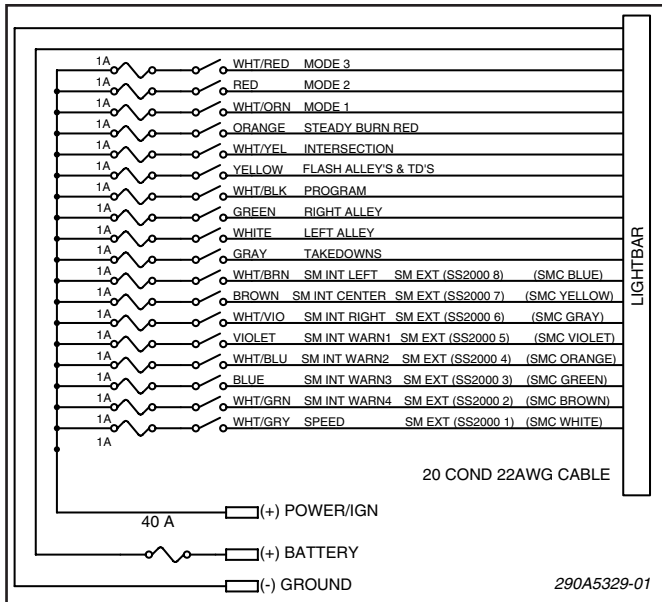 1A WHT/RED MODE 3
1A RED MODE 2
1A WHT/ORN MODE 1
1A ORANGE STEADY BURN RED
1A WHT/YEL INTERSECTION
1A YELLOW FLASH ALLEY'S & TD'S
1A WHT/BLK PROGRAM
1A GREEN RIGHT ALLEY
1A WHITE LEFT ALLEY
1A GRAY TAKEDOWNS
1A WHT/BRN SM INT LEFT SM EXT (SS2000 8) (SMC BLUE)
1A BROWN SM INT CENTER SM EXT (SS2000 7) (SMC YELLOW)
1A WHT/VIO SM INT RIGHT SM EXT (SS2000 6) (SMC GRAY)
1A VIOLET SM INT WARN1 SM EXT (SS2000 5) (SMC VIOLET)
1A WHT/BLU SM INT WARN2 SM EXT (SS2000 4) (SMC ORANGE)
1A BLUE SM INT WARN3 SM EXT (SS2000 3) (SMC GREEN)
1A WHT/GRN SM INT WARN4 SM EXT (SS2000 2) (SMC BROWN)
1A WHT/GRY SPEED SM EXT (SS2000 1) (SMC WHITE)
1A
LIGHTBAR
20 COND 22AWG CABLE
(+) POWER/IGN
40 A
(+) BATTERY
(-) GROUND
290A5329-01